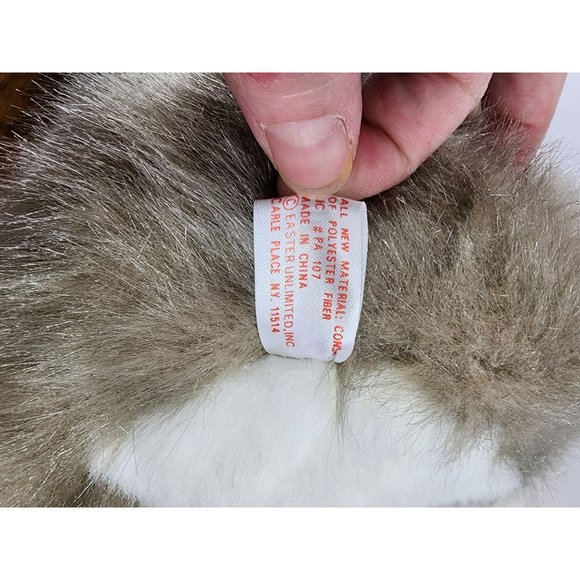 ALL NEW MATERIAL: CONS
OF POLYESTER FIBER
IC # PA 107
MADE IN CHINA
© EASTER UNLIMITED, INC.
CARLE PLACE NY. 11514